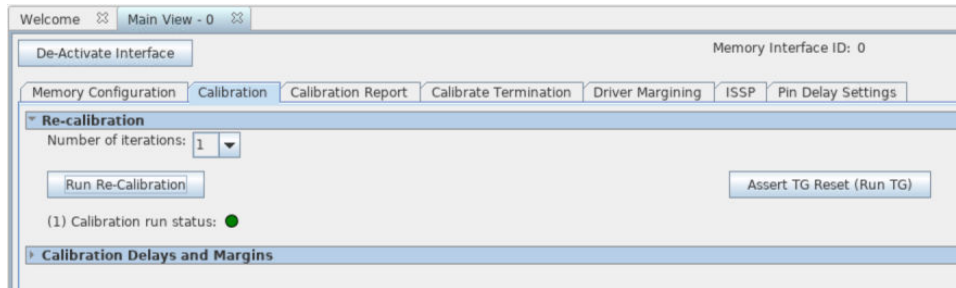 Welcome Main View - 0
De-Activate Interface Memory Interface ID: 0
Memory Configuration Calibration Calibration Report Calibrate Termination Driver Margining ISSP Pin Delay Settings
Re-calibration
Number of iterations: 1
Run Re-Calibration Assert TG Reset (Run TG)
(1) Calibration run status:
Calibration Delays and Margins